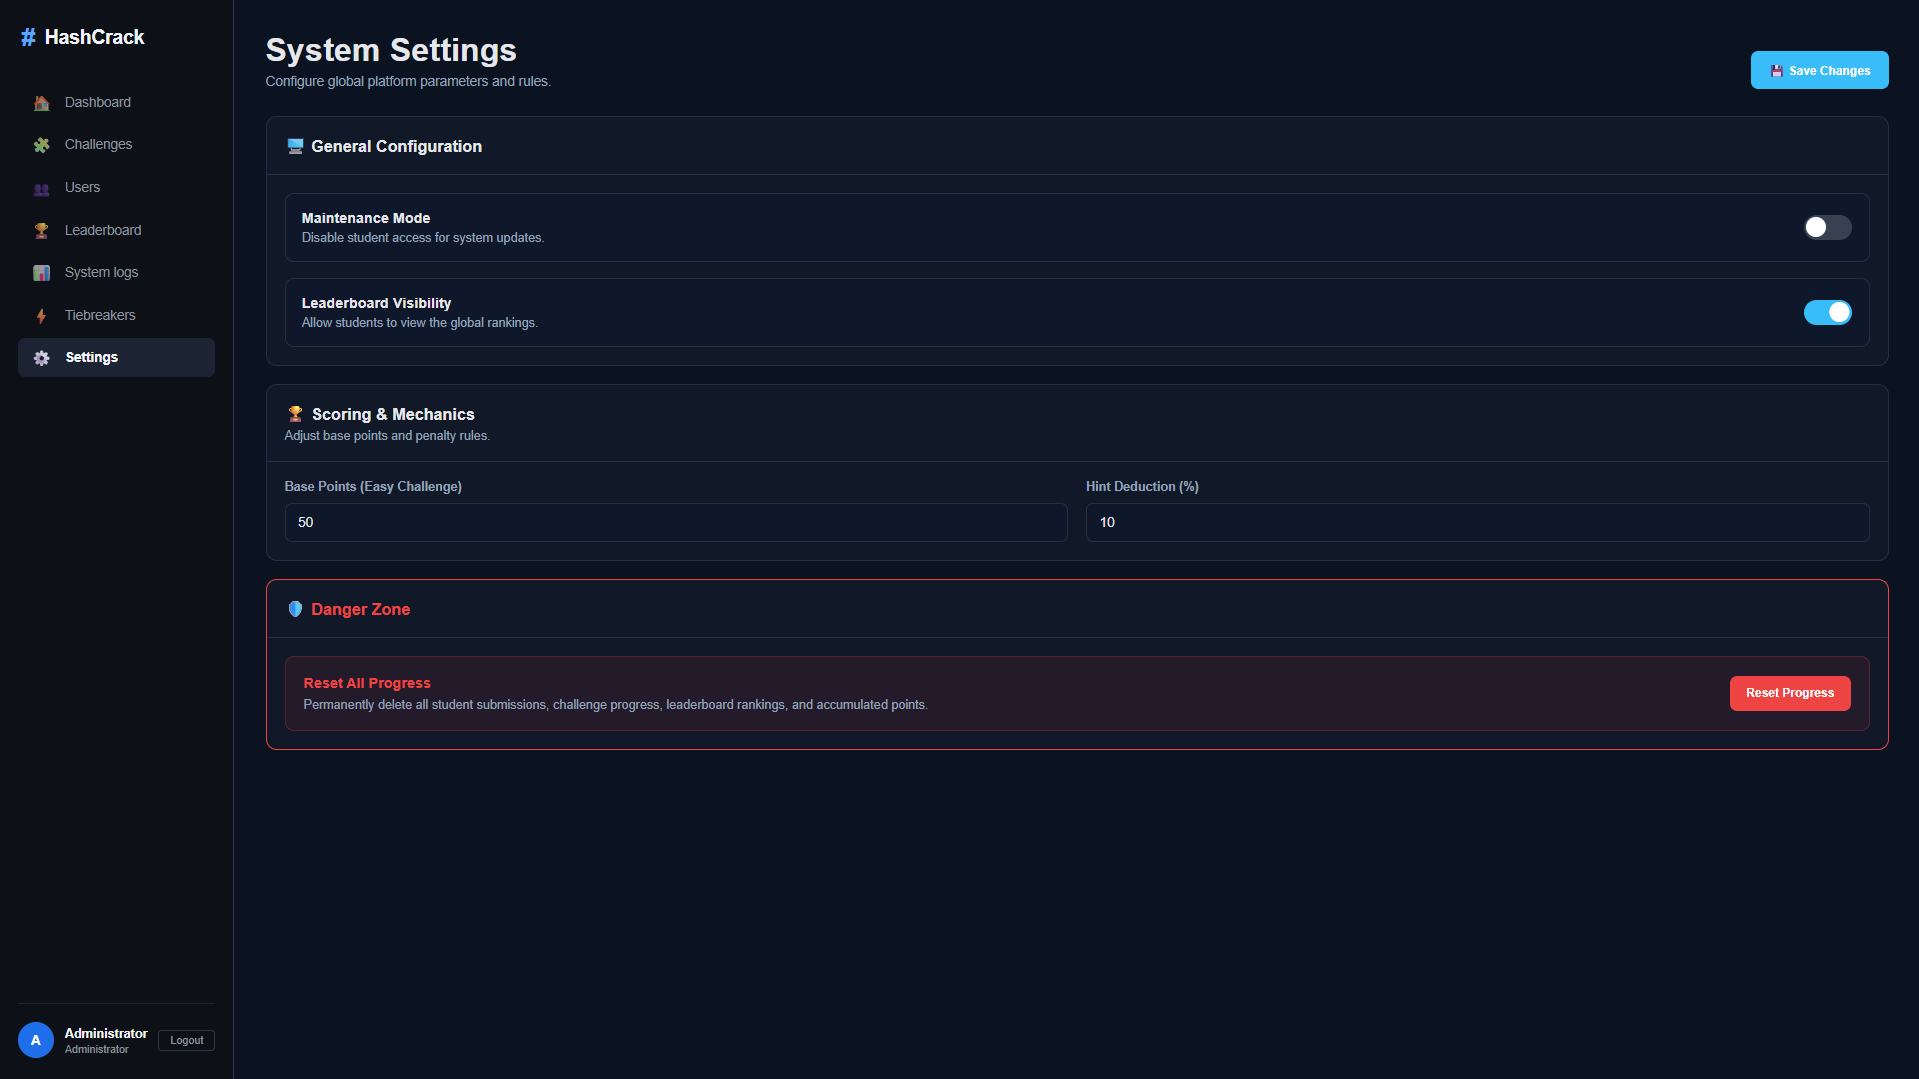 # HashCrack
Dashboard
Challenges
Users
Leaderboard
System logs
Tiebreakers
Settings
A
Administrator
Administrator
Logout
System Settings
Configure global platform parameters and rules.
Save Changes
General Configuration
Maintenance Mode
Disable student access for system updates.
Leaderboard Visibility
Allow students to view the global rankings.
Scoring & Mechanics
Adjust base points and penalty rules.
Base Points (Easy Challenge)
50
Hint Deduction (%)
10
Danger Zone
Reset All Progress
Permanently delete all student submissions, challenge progress, leaderboard rankings, and accumulated points.
Reset Progress